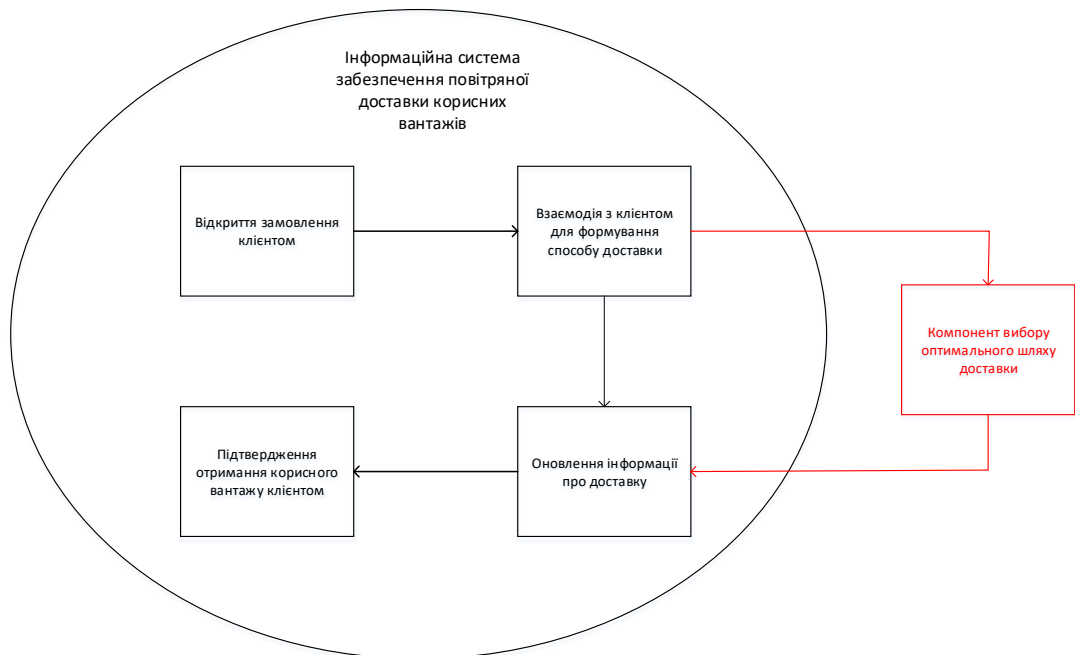 Інформаційна система
забезпечення повітряної
доставки корисних
вантажів
Відкриття замовлення
клієнтом
Взаємодія з клієнтом
для формування
способу доставки
Компонент вибору
оптимального шляху
доставки
Підтвердження
отримання корисного
вантажу клієнтом
Оновлення інформації
про доставку